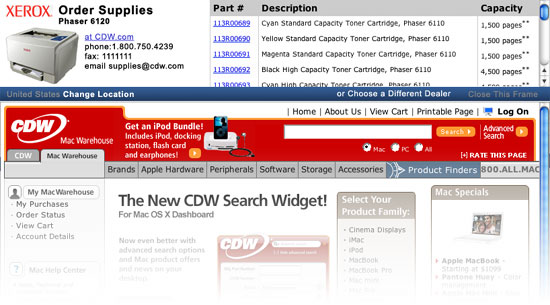 XEROX Order Supplies
Phaser 6120
at CDW.com
phone:1.800.750.4239
fax: 1111111
email supplies@cdw.com
Part # Description Capacity
113R00689 Cyan Standard Capacity Toner Cartridge, Phaser 6110 1,500 pages**
113R00690 Yellow Standard Capacity Toner Cartridge, Phaser 6110 1,500 pages**
113R00691 Magenta Standard Capacity Toner Cartridge, Phaser 6110 1,500 pages**
113R00692 Black High Capacity Toner Cartridge, Phaser 6110 4,500 pages**
113R00693 Cyan High Capacity Toner Cartridge, Phaser 6110
United States Change Location or Choose a Different Dealer Close This Frame
| Home | About Us | View Cart | Printable Page | Log On
CDW
Mac Warehouse
Get an iPod Bundle!
Includes iPod, docking
station, flash card
and earphones!
Search
Advanced
Search
Mac PC All
[+] RATE THIS PAGE
CDW Mac Warehouse
Brands Apple Hardware Peripherals Software Storage Accessories Product Finders 800.ALL.MAC
My MacWarehouse
- My Purchases
- Order Status
- View Cart
- Account Details
Mac Help Center
The New CDW Search Widget!
For Mac OS X Dashboard
Now even better with
advanced search options
and Mac product offers
and news on your
CDW
Select Your
Product Family:
• Cinema Displays
• iMac
• iPod
• MacBook
• MacBook Pro
• Mac mini
Mac Specials
• Apple MacBook -
Starting at $1099
• Pantone Huey - Color